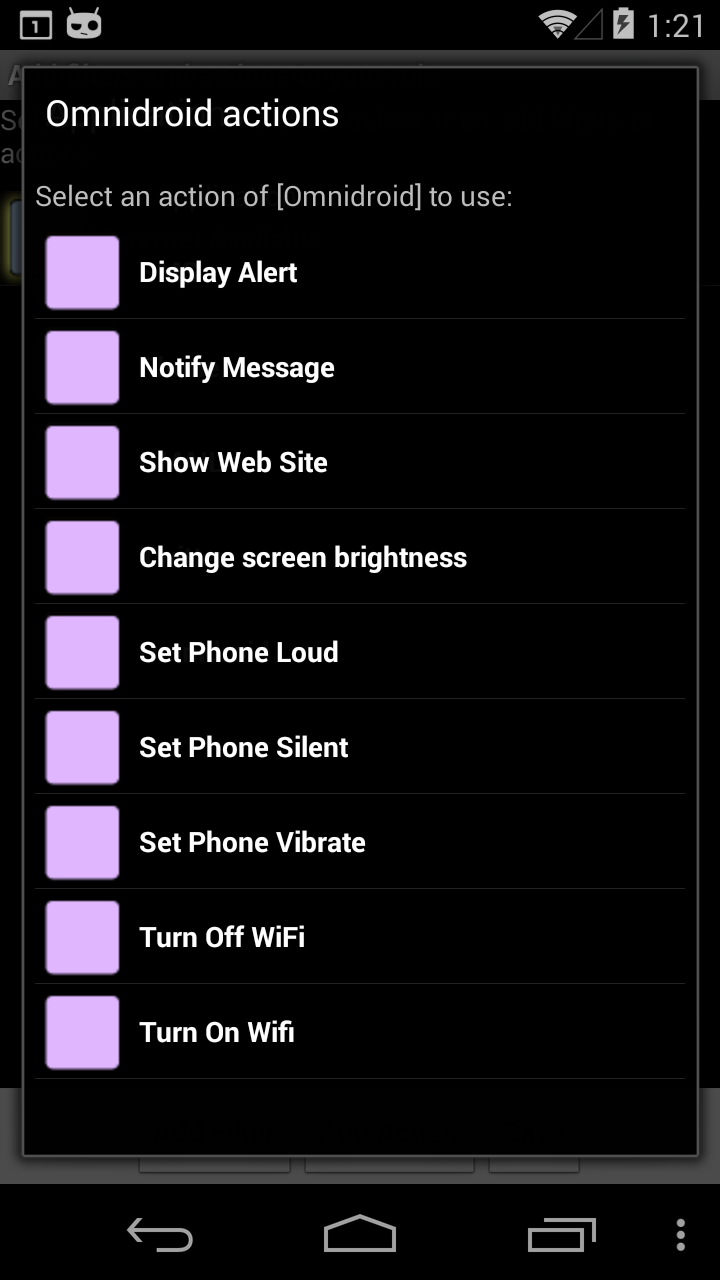 1
1:21
Omnidroid actions
Select an action of [Omnidroid] to use:
Display Alert
Notify Message
Show Web Site
Change screen brightness
Set Phone Loud
Set Phone Silent
Set Phone Vibrate
Turn Off WiFi
Turn On Wifi